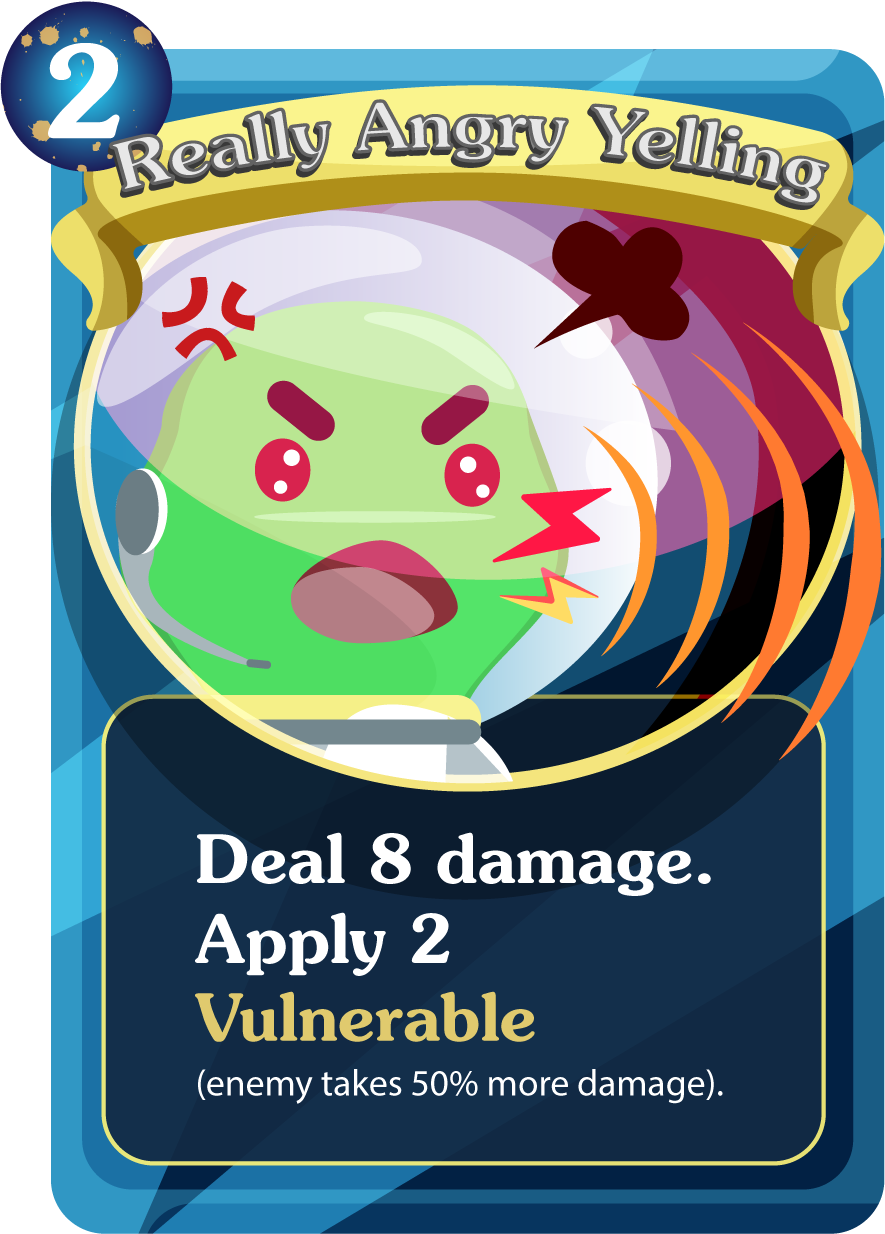 2
Really Angry Yelling
Deal 8 damage.
Apply 2
Vulnerable
(enemy takes 50% more damage).